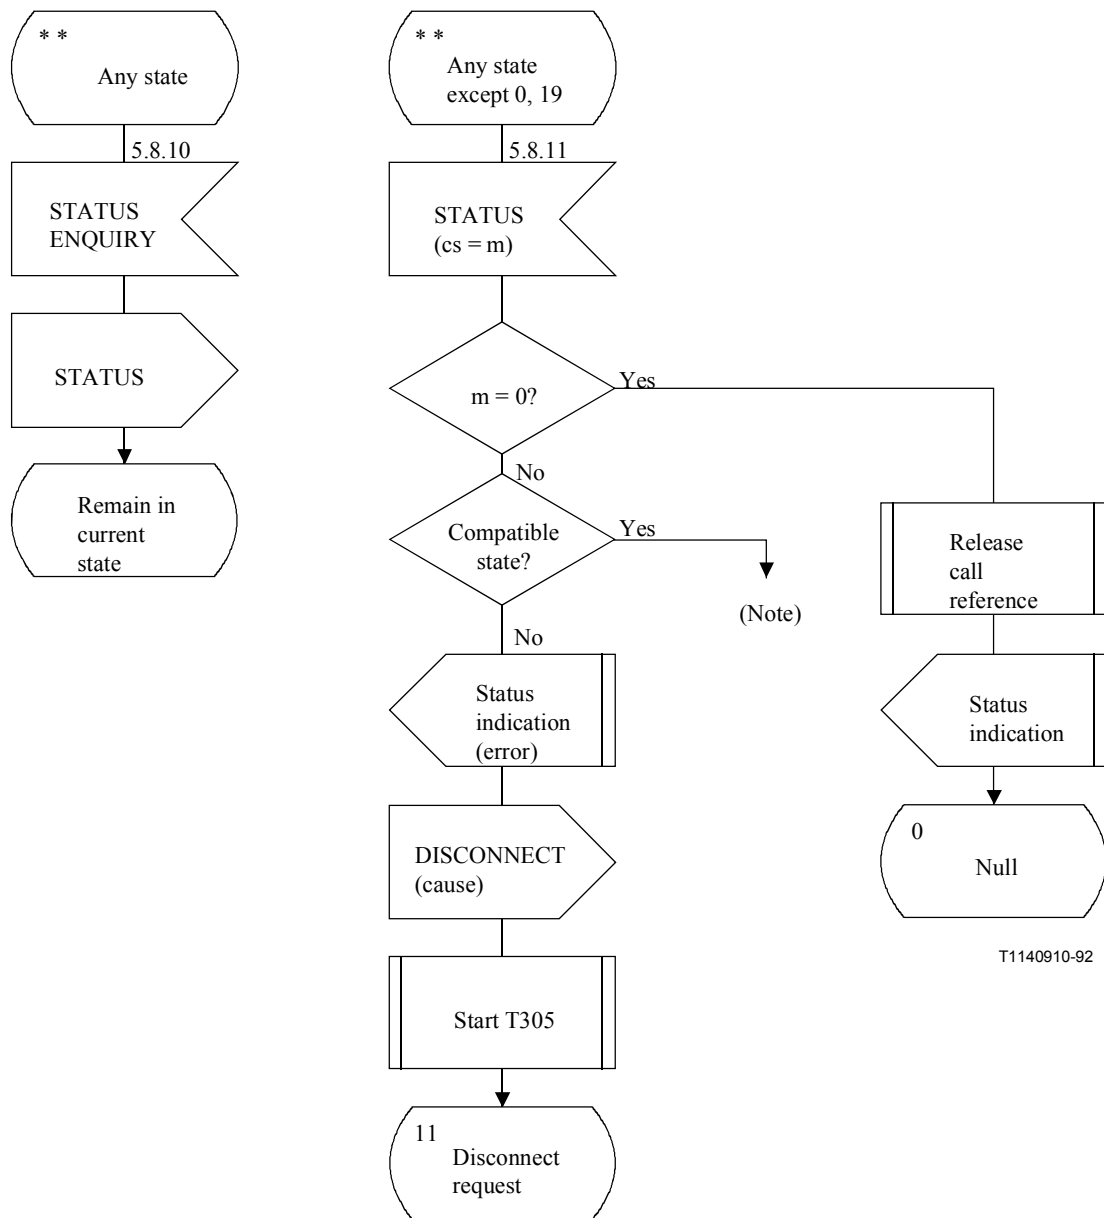 * *
Any state
5.8.10
STATUS
ENQUIRY
STATUS
Remain in
current
state
* *
Any state
except 0, 19
5.8.11
STATUS
(cs = m)
m = 0?
Yes
No
Compatible
state?
Yes
(Note)
No
Status
indication
(error)
DISCONNECT
(cause)
Start T305
11
Disconnect
request
Release
call
reference
Status
indication
0
Null
T1140910-92